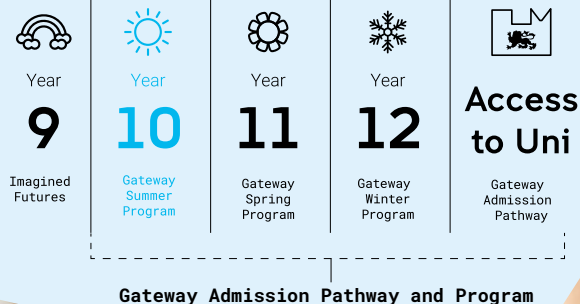 Year
9
Imagined
Futures
Year
10
Gateway
Summer
Program
Year
11
Gateway
Spring
Program
Year
12
Gateway
Winter
Program
Access
to Uni
Gateway
Admission
Pathway
Gateway Admission Pathway and Program